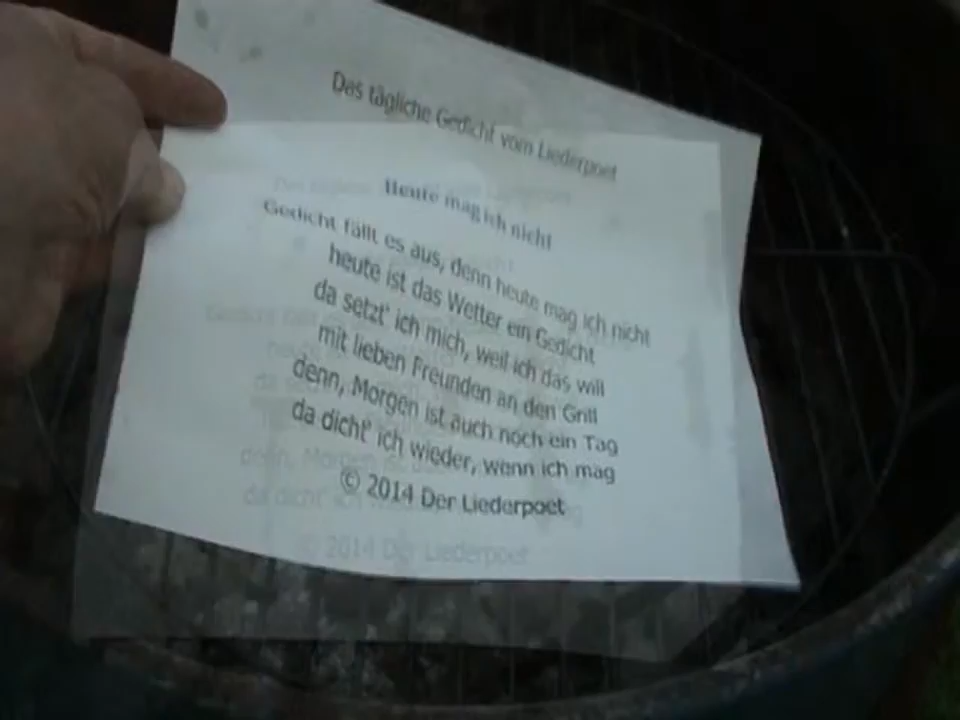 Das tägliche Gedicht vom Liederpoet
Heute mag ich nicht
Gedicht fällt es aus, denn heute mag ich nicht
heute ist das Wetter ein Gedicht
da setzt' ich mich, weil ich das will
mit lieben Freunden an den Grill
denn, Morgen ist auch noch ein Tag
da dicht' ich wieder, wenn ich mag
© 2014 Der Liederpoet